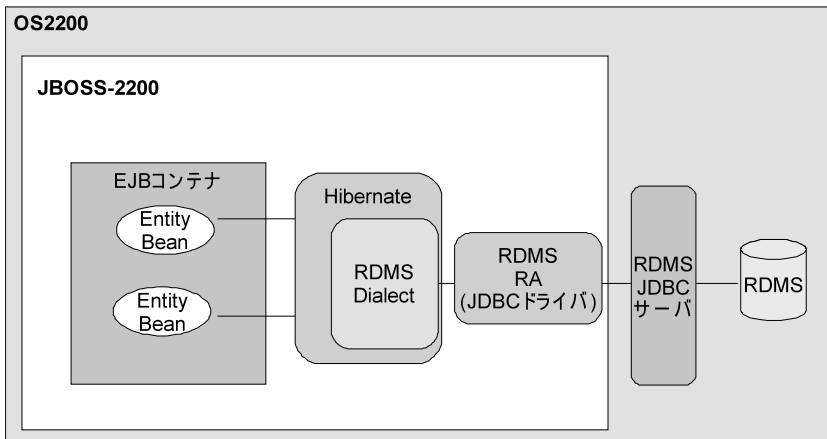 OS2200
JBOSS-2200
EJBコンテナ
Entity
Bean
Entity
Bean
Hibernate
RDMS
Dialect
RDMS
RA
(JDBCドライバ)
RDMS
JDBC
サーバ
RDMS